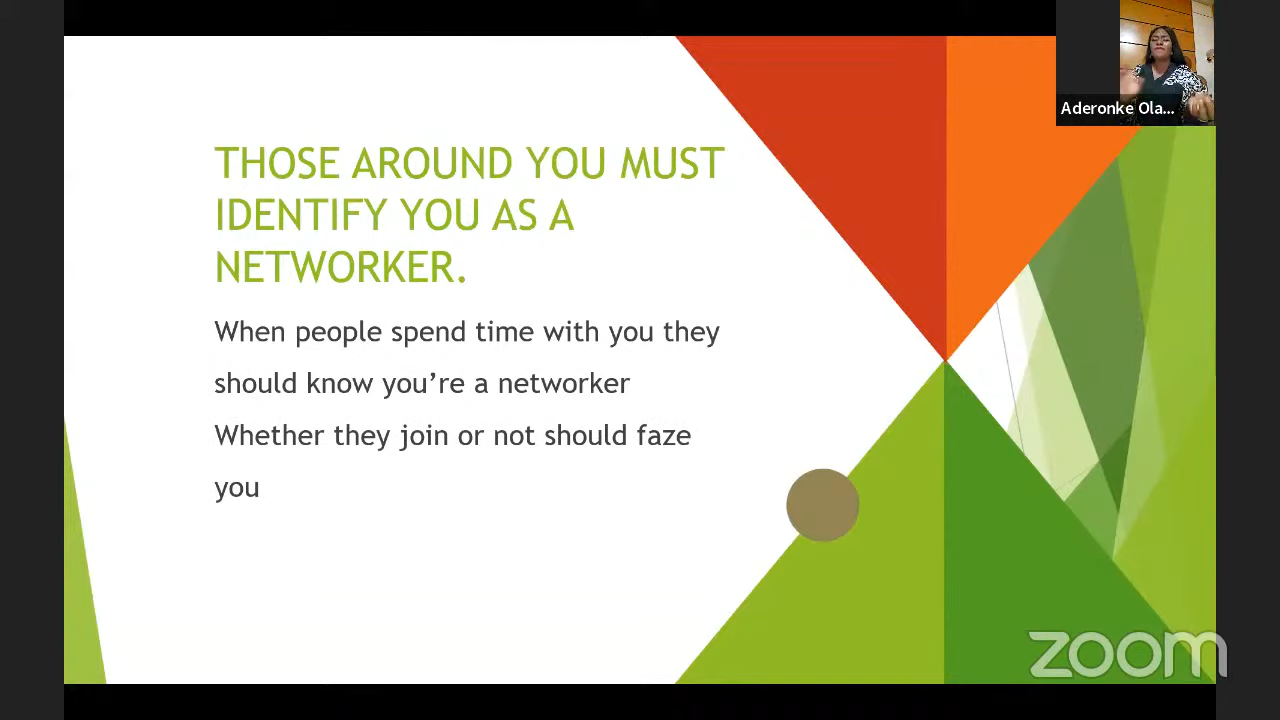 Aderonke Ola...
THOSE AROUND YOU MUST
IDENTIFY YOU AS A
NETWORKER.
When people spend time with you they
should know you’re a networker
Whether they join or not should faze
you
zoom